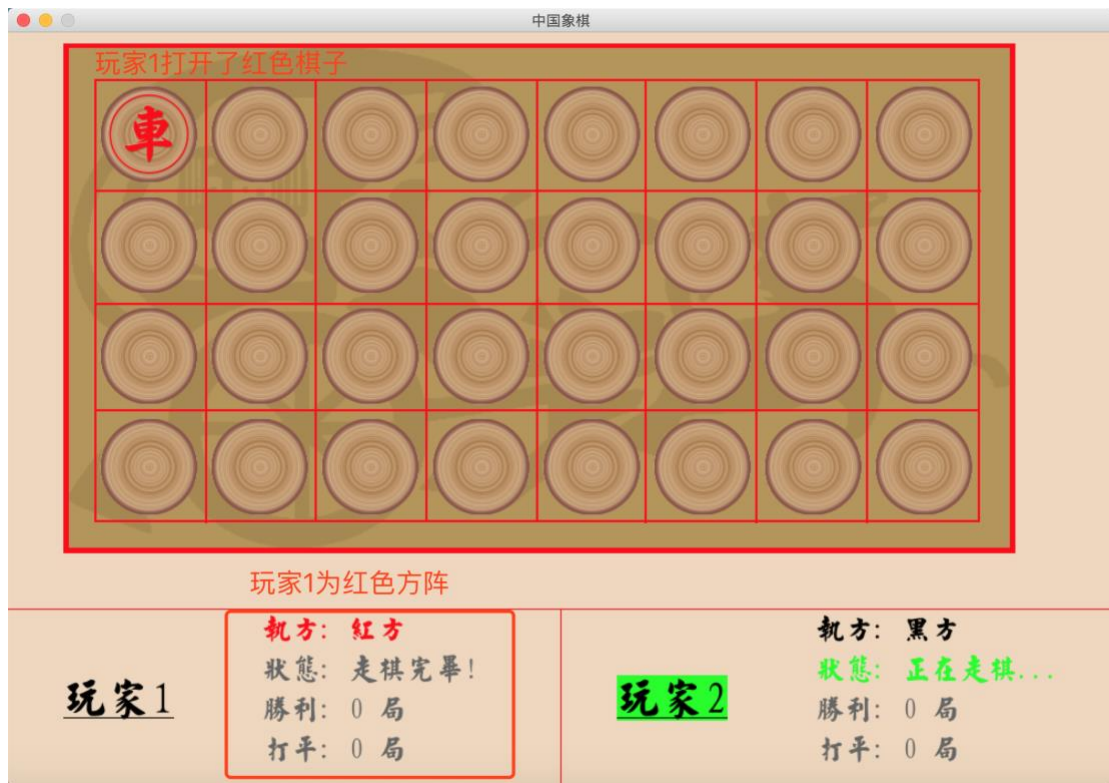 中国象棋
玩家1打开了红色棋子
車
玩家1为红色方阵
玩家1
執方: 紅方
狀態: 走棋完畢!
勝利: 0 局
打平: 0 局
玩家2
執方: 黑方
狀態: 正在走棋...
勝利: 0 局
打平: 0 局